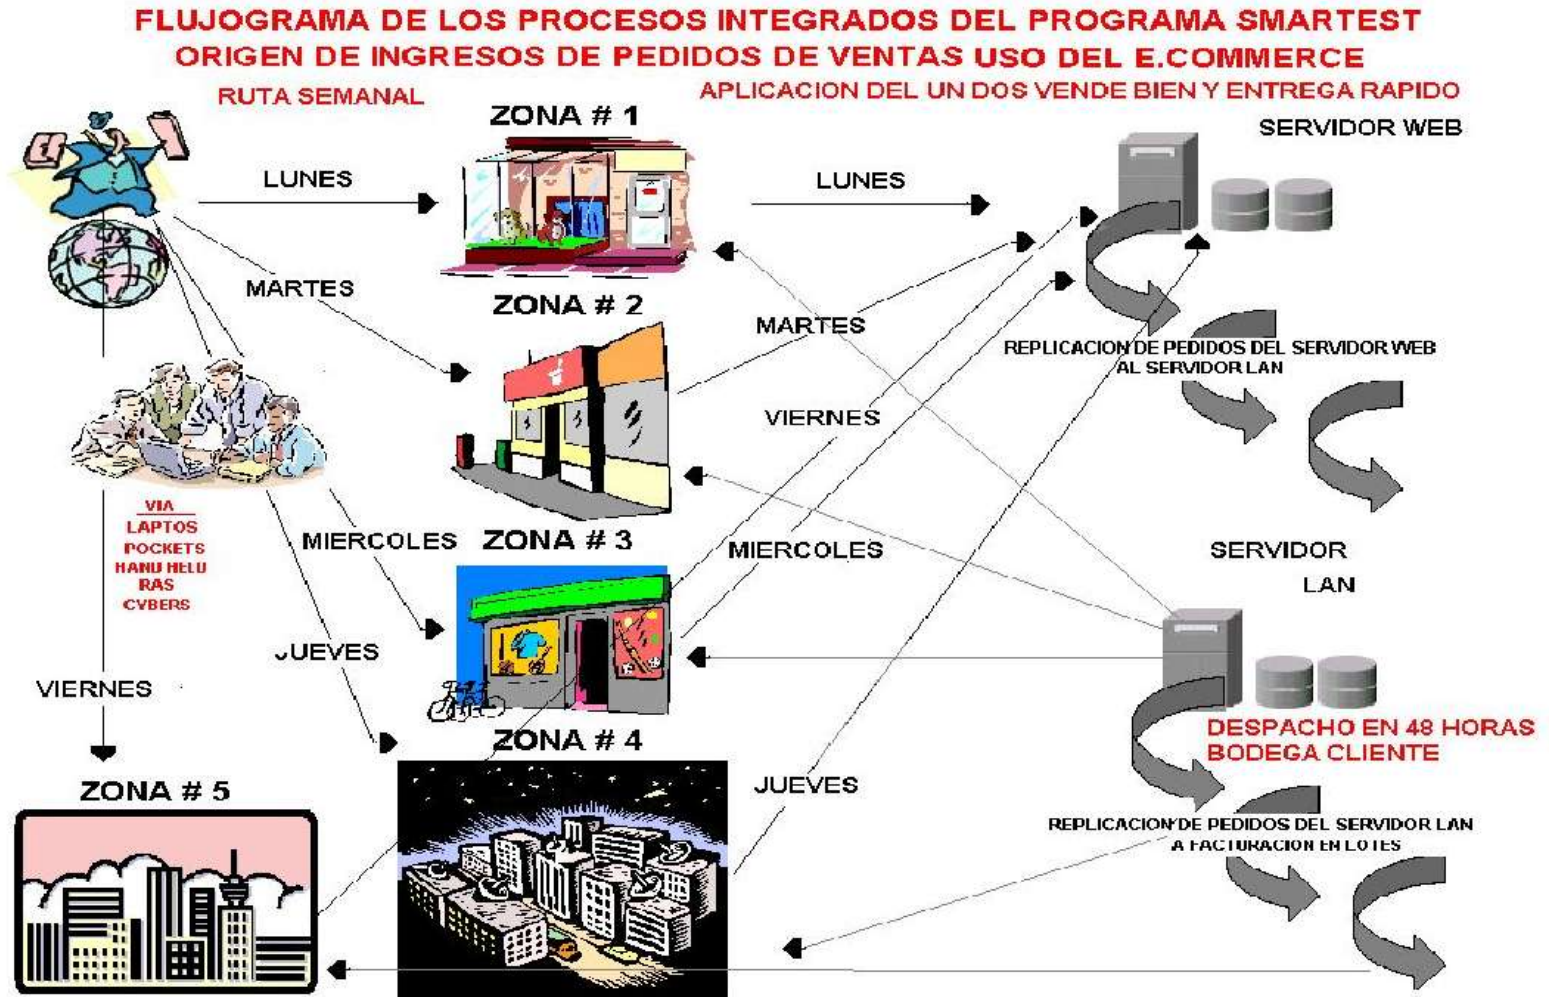 FLUJOGRAMA DE LOS PROCESOS INTEGRADOS DEL PROGRAMA SMARTEST
ORIGEN DE INGRESOS DE PEDIDOS DE VENTAS USO DEL E.COMMERCE
RUTA SEMANAL
APLICACION DEL UN DOS VENDE BIEN Y ENTREGA RAPIDO
ZONA # 1
SERVIDOR WEB
LUNES
LUNES
MARTES
ZONA # 2
MARTES
REPLICACION DE PEDIDOS DEL SERVIDOR WEB
AL SERVIDOR LAN
VIERNES
VIA
LAPTOS
POCKETS
HAND HELD
RAS
CYBERS
MIERCOLES
ZONA # 3
MIERCOLES
SERVIDOR
LAN
JUEVES
VIERNES
DESPACHO EN 48 HORAS
BODEGA CLIENTE
ZONA # 4
JUEVES
ZONA # 5
REPLICACION DE PEDIDOS DEL SERVIDOR LAN
A FACTURACION EN LOTES